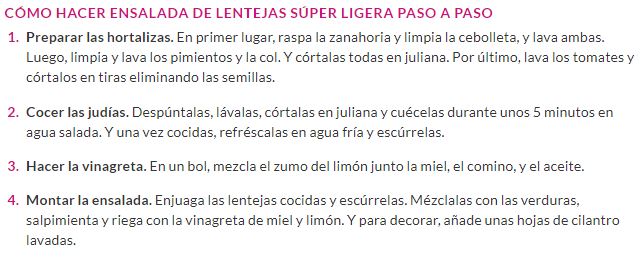 CÓMO HACER ENSALADA DE LENTEJAS SÚPER LIGERA PASO A PASO
1. Preparar las hortalizas. En primer lugar, raspa la zanahoria y limpia la cebolleta, y lava ambas.
Luego, limpia y lava los pimientos y la col. Y córtalas todas en juliana. Por último, lava los tomates y
córtalos en tiras eliminando las semillas.
2. Cocer las judías. Despúntalas, lávalas, córtalas en juliana y cuécelas durante unos 5 minutos en
agua salada. Y una vez cocidas, refréscalas en agua fría y escúrrelas.
3. Hacer la vinagreta. En un bol, mezcla el zumo del limón junto la miel, el comino, y el aceite.
4. Montar la ensalada. Enjuaga las lentejas cocidas y escúrrelas. Mézclalas con las verduras,
salpimienta y riega con la vinagreta de miel y limón. Y para decorar, añade unas hojas de cilantro
lavadas.